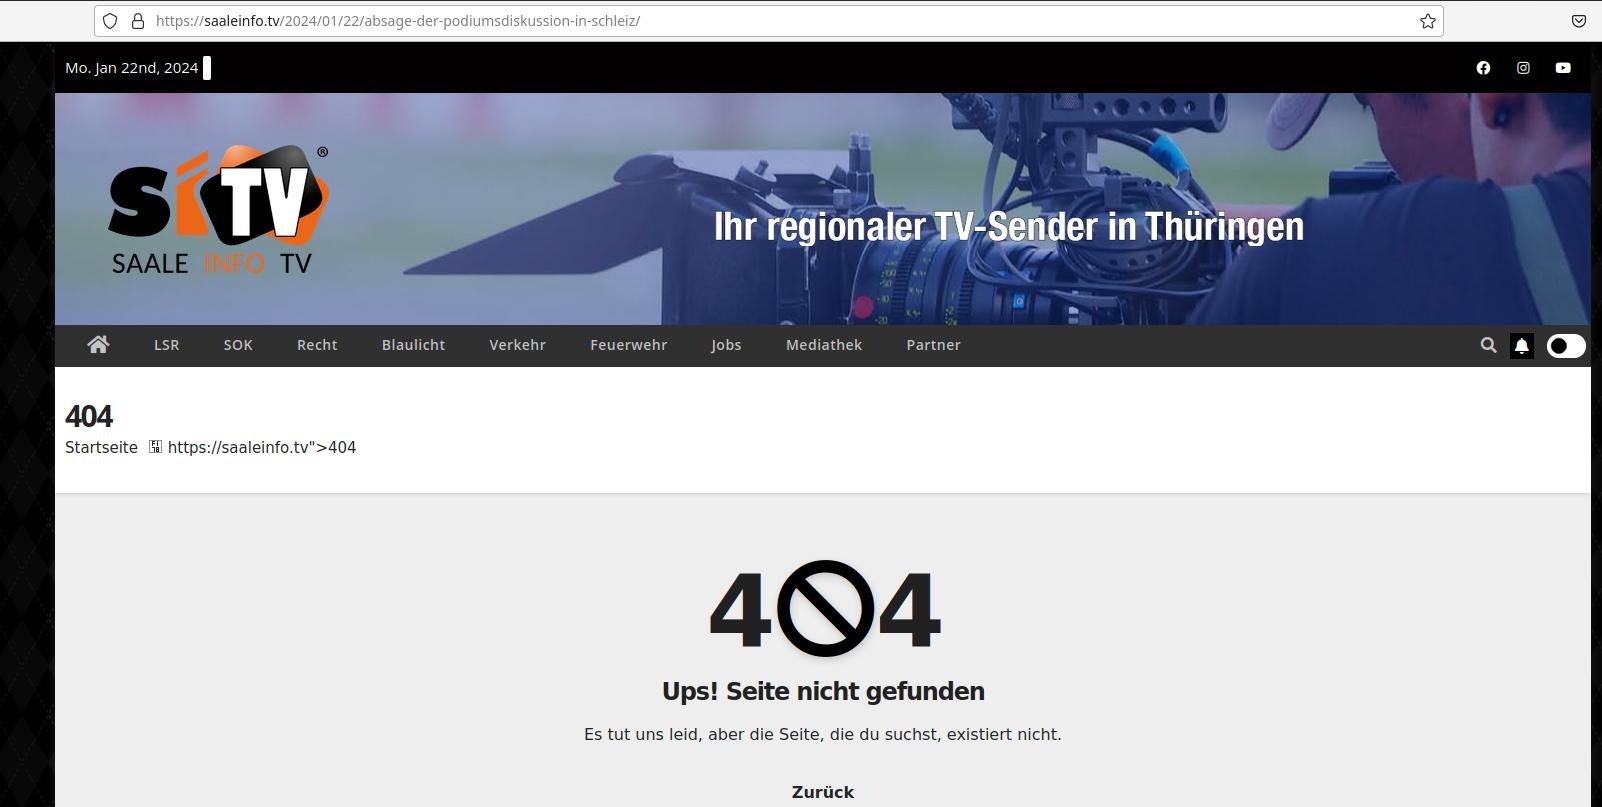 https://saaleinfo.tv/2024/01/22/absage-der-podiumsdiskussion-in-schleiz/
Mo. Jan 22nd, 2024
SiTV®
SAALE INFO TV
Ihr regionaler TV-Sender in Thüringen
LSR SOK Recht Blaulicht Verkehr Feuerwehr Jobs Mediathek Partner
404
Startseite https://saaleinfo.tv">404
404
Ups! Seite nicht gefunden
Es tut uns leid, aber die Seite, die du suchst, existiert nicht.
Zurück